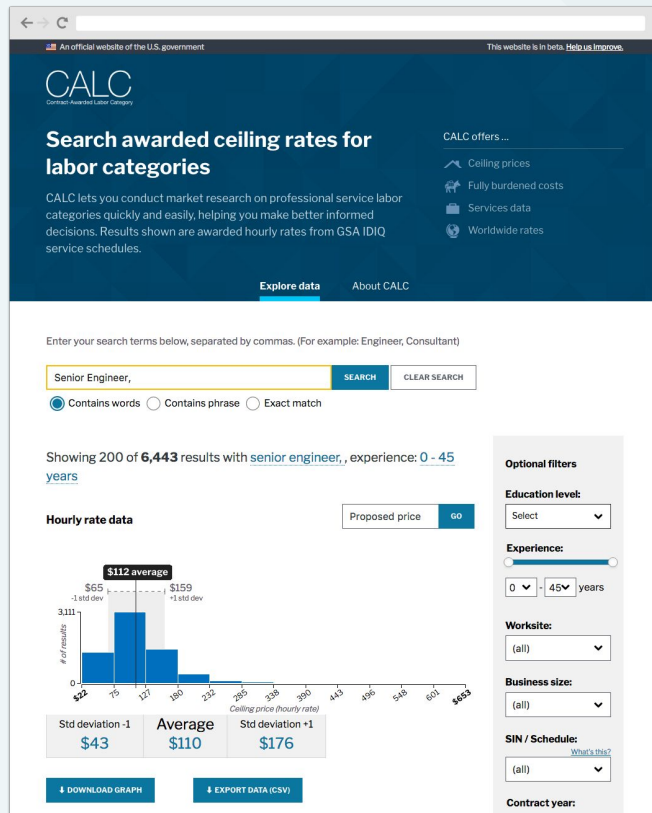 An official website of the U.S. government
This website is in beta. Help us improve.
CALC
Contract-Awarded Labor Category
Search awarded ceiling rates for
labor categories
CALC lets you conduct market research on professional service labor
categories quickly and easily, helping you make better informed
decisions. Results shown are awarded hourly rates from GSA IDIQ
service schedules.
CALC offers ...
Ceiling prices
Fully burdened costs
Services data
Worldwide rates
Explore data
About CALC
Enter your search terms below, separated by commas. (For example: Engineer, Consultant)
Senior Engineer,
SEARCH
CLEAR SEARCH
Contains words
Contains phrase
Exact match
Showing 200 of 6,443 results with senior engineer, , experience: 0 - 45
years
Hourly rate data
Proposed price
GO
$112 average
$65
-1 std dev
$159
+1 std dev
3,111
# of results
0
$22 75 127 180 232 285 338 390 443 496 548 601 $653
Ceiling price (hourly rate)
Std deviation -1
$43
Average
$110
Std deviation +1
$176
DOWNLOAD GRAPH
EXPORT DATA (CSV)
Optional filters
Education level:
Select
Experience:
0 - 45 years
Worksite:
(all)
Business size:
(all)
SIN / Schedule:
What's this?
(all)
Contract year: